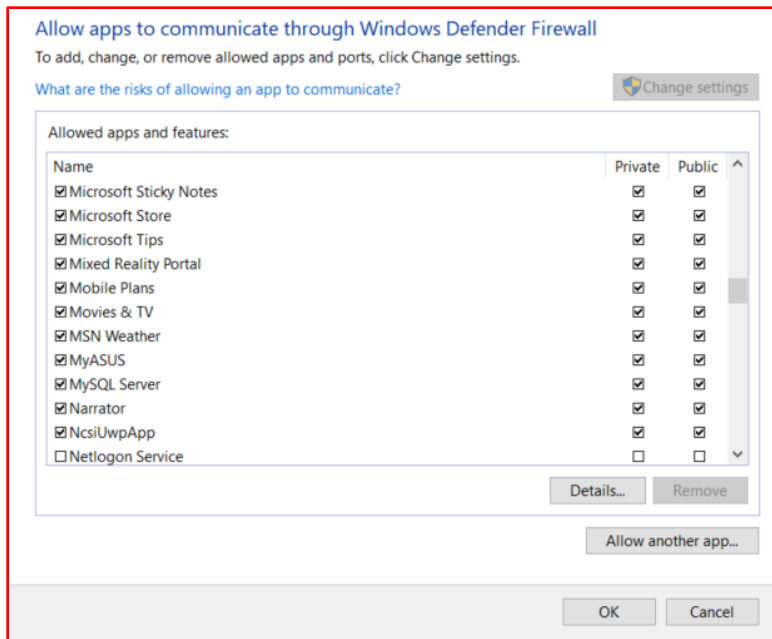 Allow apps to communicate through Windows Defender Firewall
To add, change, or remove allowed apps and ports, click Change settings.
What are the risks of allowing an app to communicate?
Change settings
Allowed apps and features:
Name Private Public
Microsoft Sticky Notes
Microsoft Store
Microsoft Tips
Mixed Reality Portal
Mobile Plans
Movies & TV
MSN Weather
MyASUS
MySQL Server
Narrator
NcsiUwpApp
Netlogon Service
Details... Remove
Allow another app...
OK Cancel